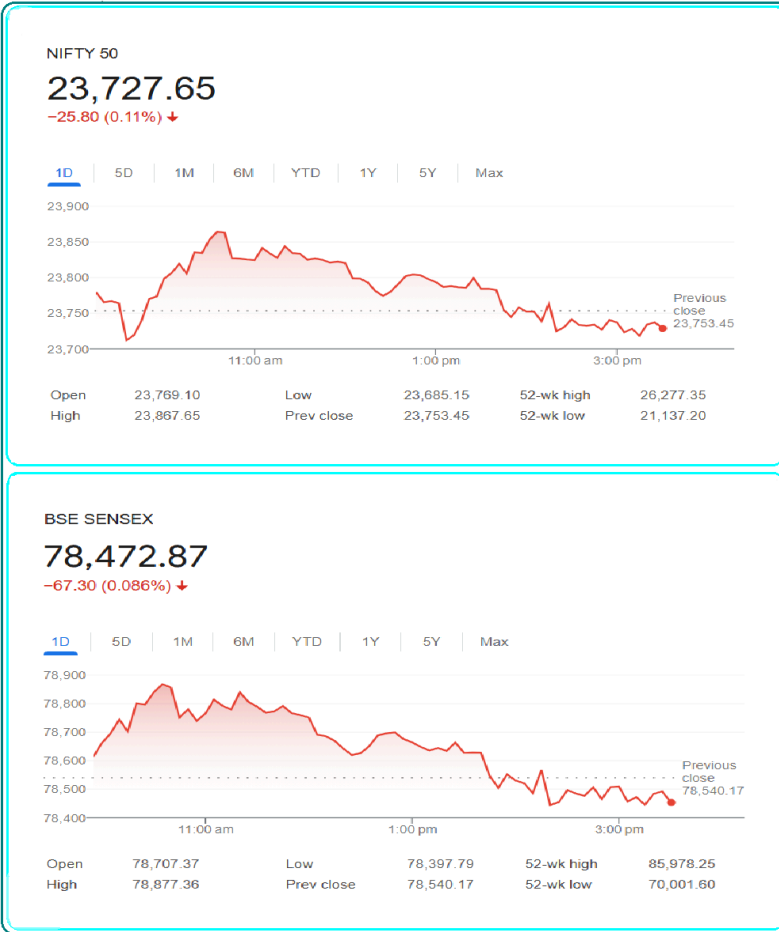 NIFTY 50
23,727.65
−25.80 (0.11%)
1D 5D 1M 6M YTD 1Y 5Y Max
23,900
23,850
23,800
23,750
23,700
Previous
close
23,753.45
11:00 am 1:00 pm 3:00 pm
Open 23,769.10 Low 23,685.15 52-wk high 26,277.35
High 23,867.65 Prev close 23,753.45 52-wk low 21,137.20
BSE SENSEX
78,472.87
−67.30 (0.086%)
1D 5D 1M 6M YTD 1Y 5Y Max
78,900
78,800
78,700
78,600
78,500
78,400
Previous
close
78,540.17
11:00 am 1:00 pm 3:00 pm
Open 78,707.37 Low 78,397.79 52-wk high 85,978.25
High 78,877.36 Prev close 78,540.17 52-wk low 70,001.60